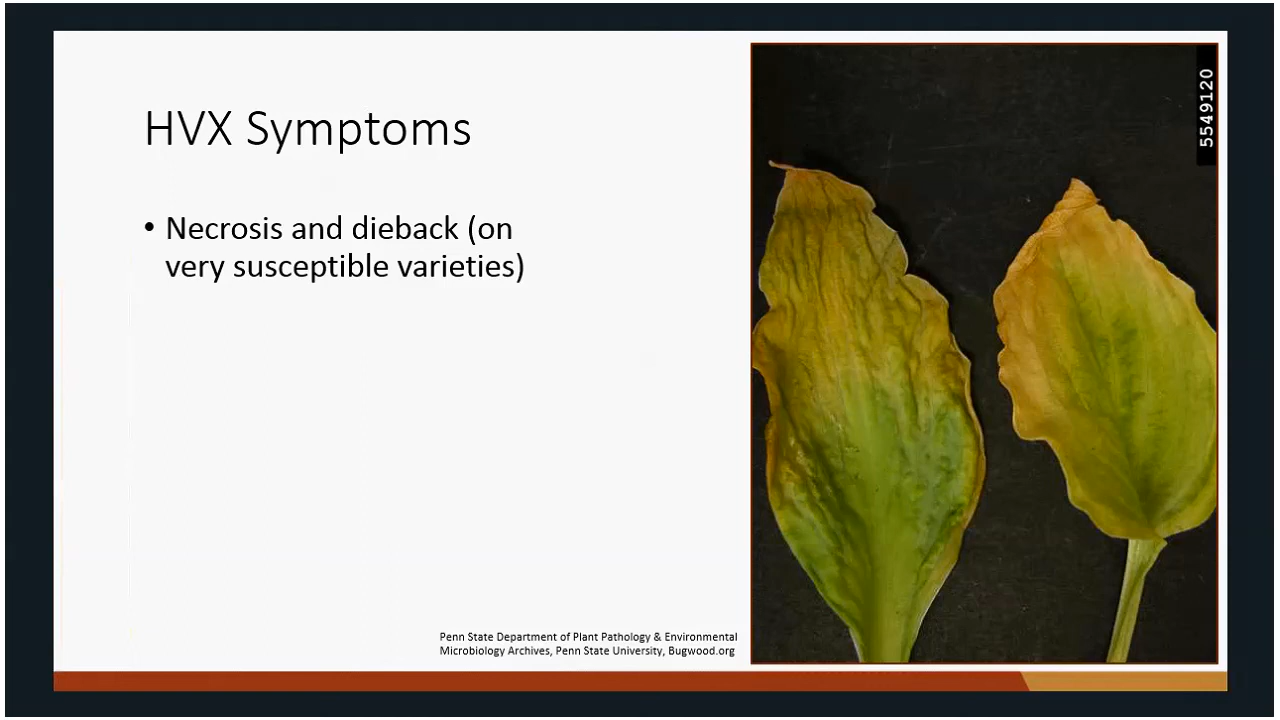 HVX Symptoms
• Necrosis and dieback (on
very susceptible varieties)
5549120
Penn State Department of Plant Pathology & Environmental
Microbiology Archives, Penn State University, Bugwood.org